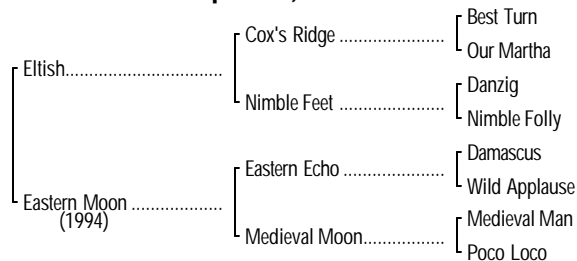 Best Turn
Cox's Ridge ......................
Our Martha
Eltish.................................
Danzig
Nimble Feet ......................
Nimble Folly
Damascus
Eastern Echo ......................
Wild Applause
Eastern Moon ...................
(1994)
Medieval Man
Medieval Moon.................
Poco Loco